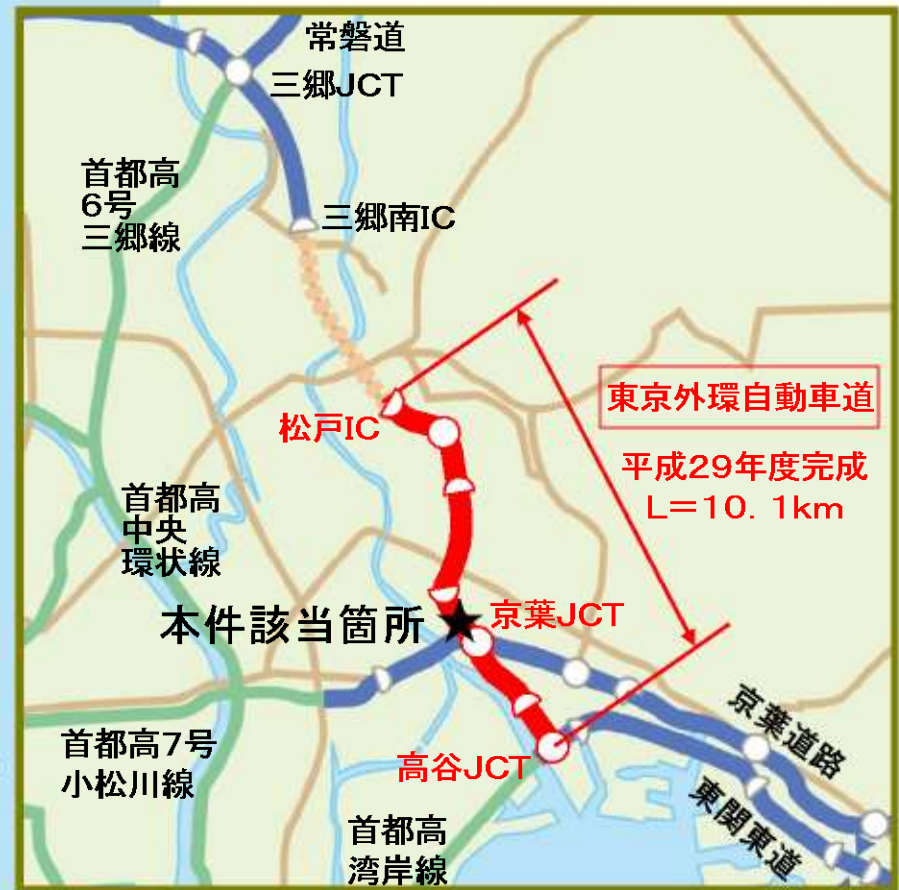 常磐道
三郷JCT
首都高
6号
三郷線
三郷南IC
東京外環自動車道
松戸IC
平成29年度完成
L=10. 1km
首都高
中央
環状線
本件該当箇所
京葉JCT
京葉道路
首都高7号
小松川線
高谷JCT
東関東道
首都高
湾岸線